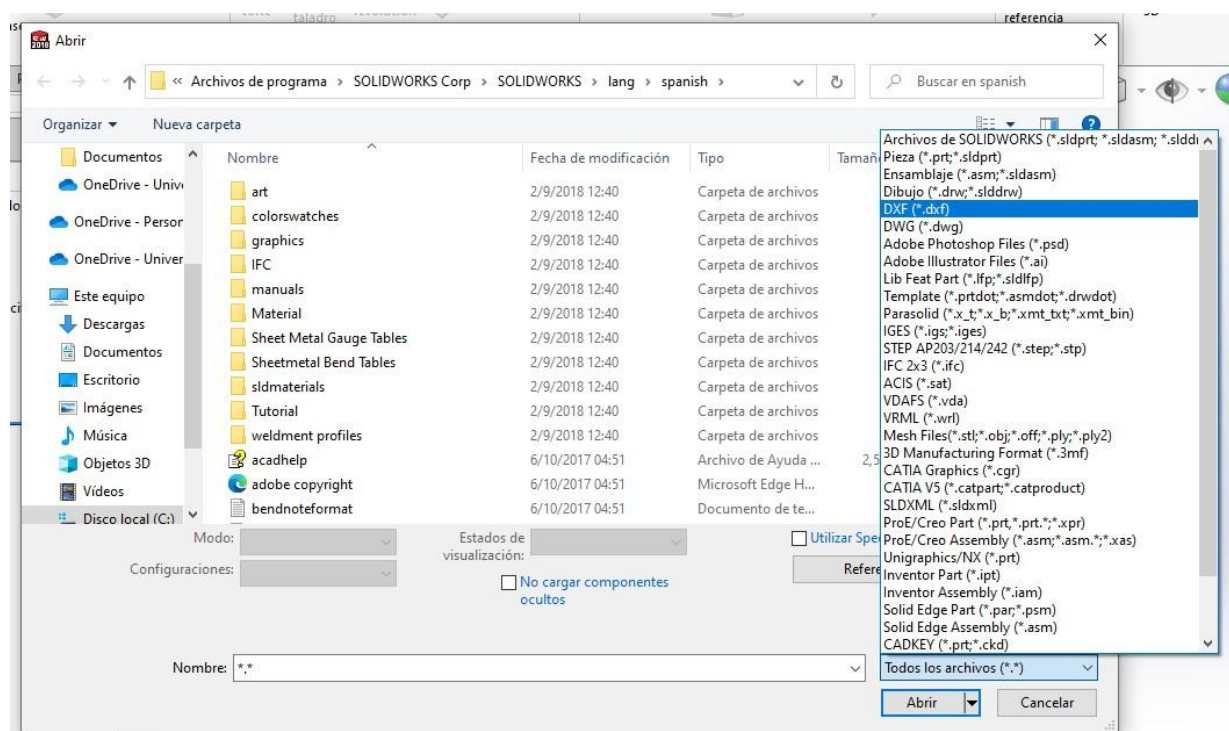 taladro
referencia
2018 Abrir
« Archivos de programa › SOLIDWORKS Corp › SOLIDWORKS › lang › spanish ›
Buscar en spanish
Organizar
Nueva carpeta
Documentos
OneDrive - Unive
OneDrive - Person
OneDrive - Univer
Este equipo
Descargas
Documentos
Escritorio
Imágenes
Música
Objetos 3D
Vídeos
Disco local (C:)
Nombre Fecha de modificación Tipo Tamañ
art 2/9/2018 12:40 Carpeta de archivos
colorswatches 2/9/2018 12:40 Carpeta de archivos
graphics 2/9/2018 12:40 Carpeta de archivos
IFC 2/9/2018 12:40 Carpeta de archivos
manuals 2/9/2018 12:40 Carpeta de archivos
Material 2/9/2018 12:40 Carpeta de archivos
Sheet Metal Gauge Tables 2/9/2018 12:40 Carpeta de archivos
Sheetmetal Bend Tables 2/9/2018 12:40 Carpeta de archivos
sldmaterials 2/9/2018 12:40 Carpeta de archivos
Tutorial 2/9/2018 12:40 Carpeta de archivos
weldment profiles 2/9/2018 12:40 Carpeta de archivos
acadhelp 6/10/2017 04:51 Archivo de Ayuda ... 2,5
adobe copyright 6/10/2017 04:51 Microsoft Edge H...
bendnoteformat 6/10/2017 04:51 Documento de te...
Archivos de SOLIDWORKS (*.sldprt; *.sldasm; *.slddr
Pieza (*.prt;*.sldprt)
Ensamblaje (*.asm;*.sldasm)
Dibujo (*.drw;*.slddrw)
DXF (*.dxf)
DWG (*.dwg)
Adobe Photoshop Files (*.psd)
Adobe Illustrator Files (*.ai)
Lib Feat Part (*.lfp;*.sldlfp)
Template (*.prtdot;*.asmdot;*.drwdot)
Parasolid (*.x_t;*.x_b;*.xmt_txt;*.xmt_bin)
IGES (*.igs;*.iges)
STEP AP203/214/242 (*.step;*.stp)
IFC 2x3 (*.ifc)
ACIS (*.sat)
VDAFS (*.vda)
VRML (*.wrl)
Mesh Files(*.stl;*.obj;*.off;*.ply;*.ply2)
3D Manufacturing Format (*.3mf)
CATIA Graphics (*.cgr)
CATIA V5 (*.catpart;*.catproduct)
SLDXML (*.sldxml)
ProE/Creo Part (*.prt,*.prt.*;*.xpr)
ProE/Creo Assembly (*.asm;*.asm.*;*.xas)
Unigraphics/NX (*.prt)
Inventor Part (*.ipt)
Inventor Assembly (*.iam)
Solid Edge Part (*.par;*.psm)
Solid Edge Assembly (*.asm)
CADKEY (*.prt;*.ckd)
Modo:
Configuraciones:
Estados de
visualización:
No cargar componentes
ocultos
Utilizar Spee
Refere
Nombre: *.*
Todos los archivos (*.*)
Abrir
Cancelar